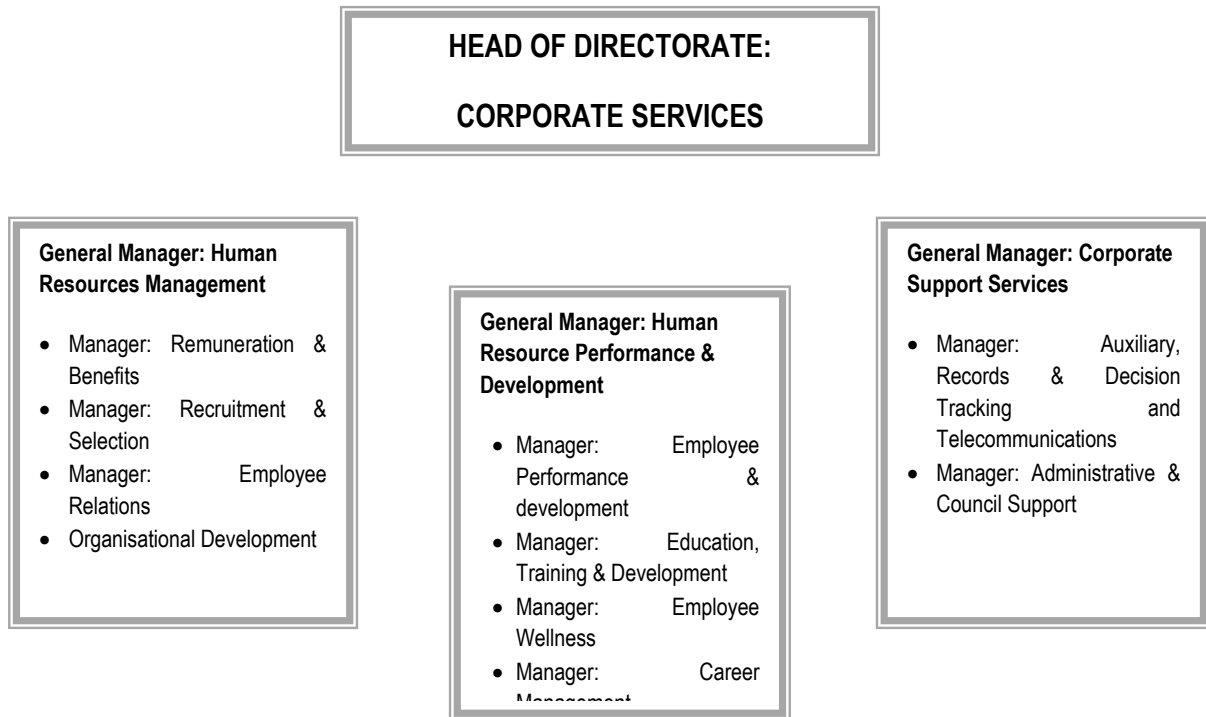 HEAD OF DIRECTORATE:
CORPORATE SERVICES
General Manager: Human
Resources Management
• Manager: Remuneration &
Benefits
• Manager: Recruitment &
Selection
• Manager: Employee
Relations
• Organisational Development
General Manager: Human
Resource Performance &
Development
• Manager: Employee
Performance &
development
• Manager: Education,
Training & Development
• Manager: Employee
Wellness
• Manager: Career
Management
General Manager: Corporate
Support Services
• Manager: Auxiliary,
Records & Decision
Tracking and
Telecommunications
• Manager: Administrative &
Council Support